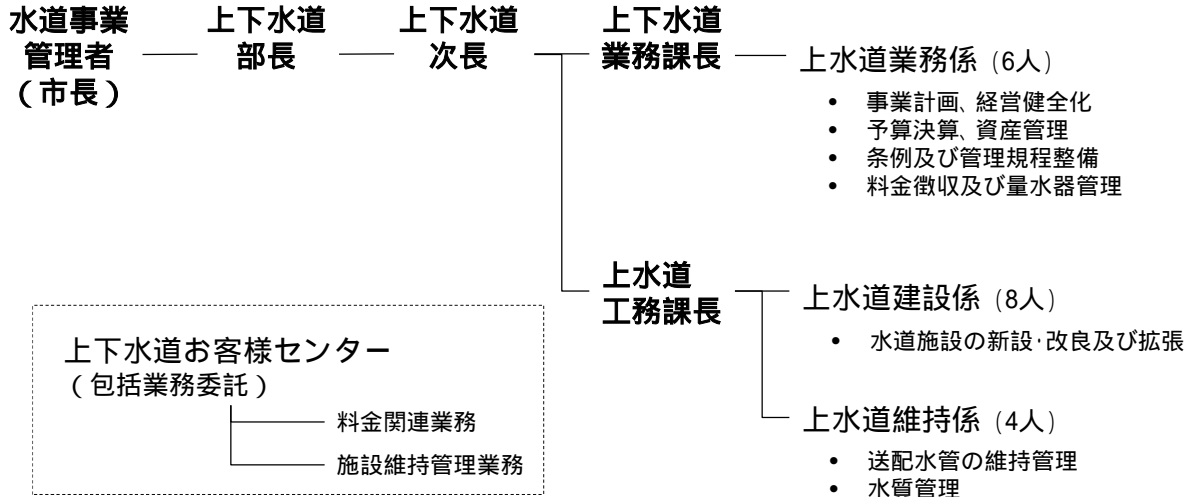 水道事業
管理者
（市長）
上下水道
部長
上下水道
次長
上下水道
業務課長
上水道業務係（6人）
• 事業計画、経営健全化
• 予算決算、資産管理
• 条例及び管理規程整備
• 料金徴収及び量水器管理
上水道
工務課長
上水道建設係（8人）
• 水道施設の新設･改良及び拡張
上水道維持係（4人）
• 送配水管の維持管理
• 水質管理
上下水道お客様センター
（包括業務委託）
料金関連業務
施設維持管理業務